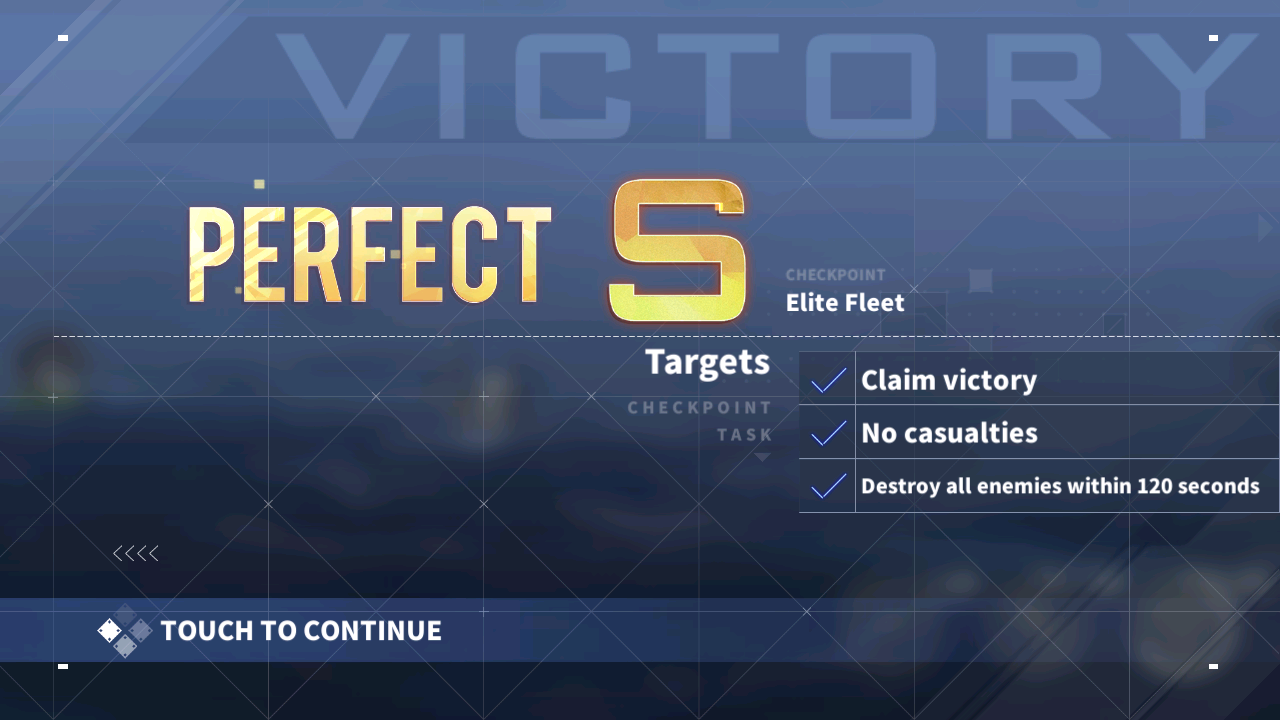 VICTORY
PERFECT S
CHECKPOINT
Elite Fleet
Targets
CHECKPOINT
TASK
Claim victory
No casualties
Destroy all enemies within 120 seconds
TOUCH TO CONTINUE